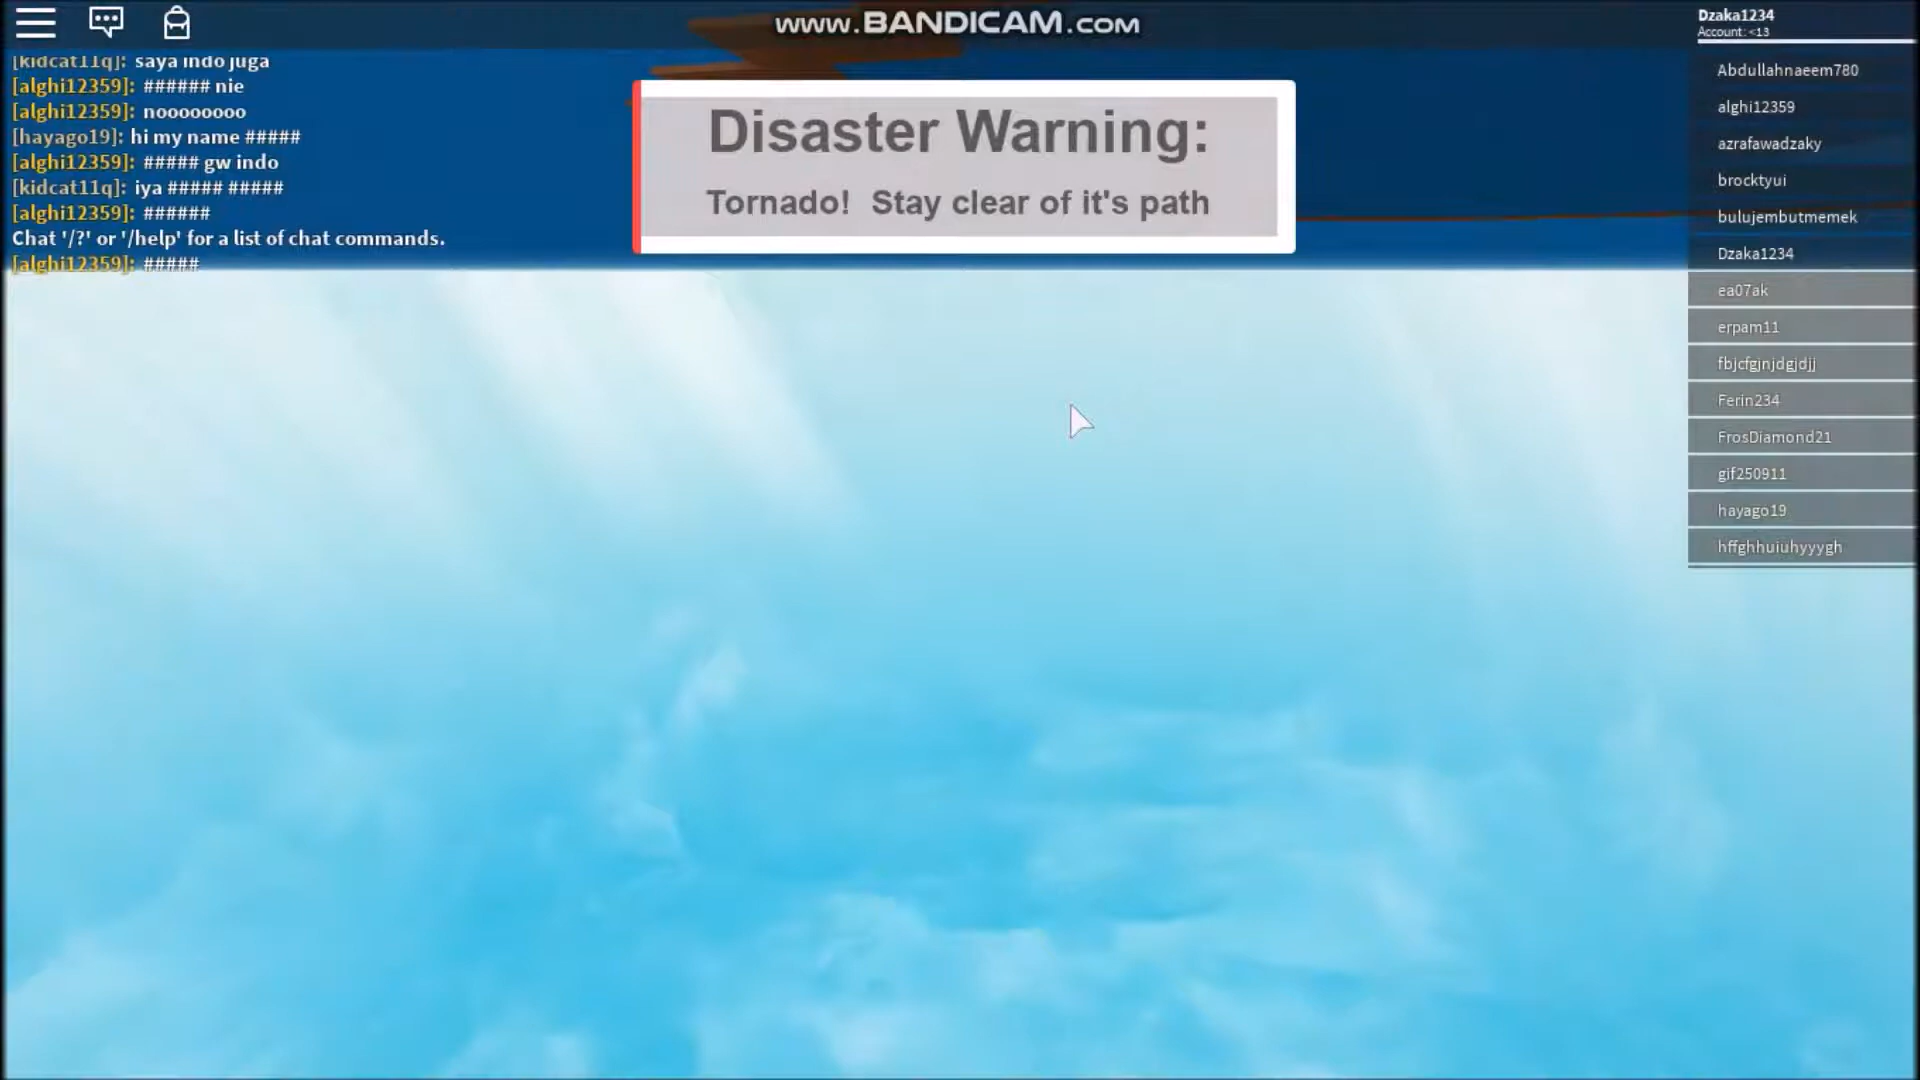 www.BANDICAM.com
[kidcat11q]: saya indo juga
[alghi12359]: ###### nie
[alghi12359]: noooooooo
[hayago19]: hi my name #####
[alghi12359]: ##### gw indo
[kidcat11q]: iya ##### #####
[alghi12359]: ######
Chat '/?' or '/help' for a list of chat commands.
[alghi12359]: #####
Disaster Warning:
Tornado!  Stay clear of it's path
Dzaka1234
Account: <13
Abdullahnaeem780
alghi12359
azrafawadzaky
brocktyui
bulujembutmemek
Dzaka1234
ea07ak
erpam11
fbjcfgjnjdgjdjj
Ferin234
FrosDiamond21
gif250911
hayago19
hffghhuiuhyyygh